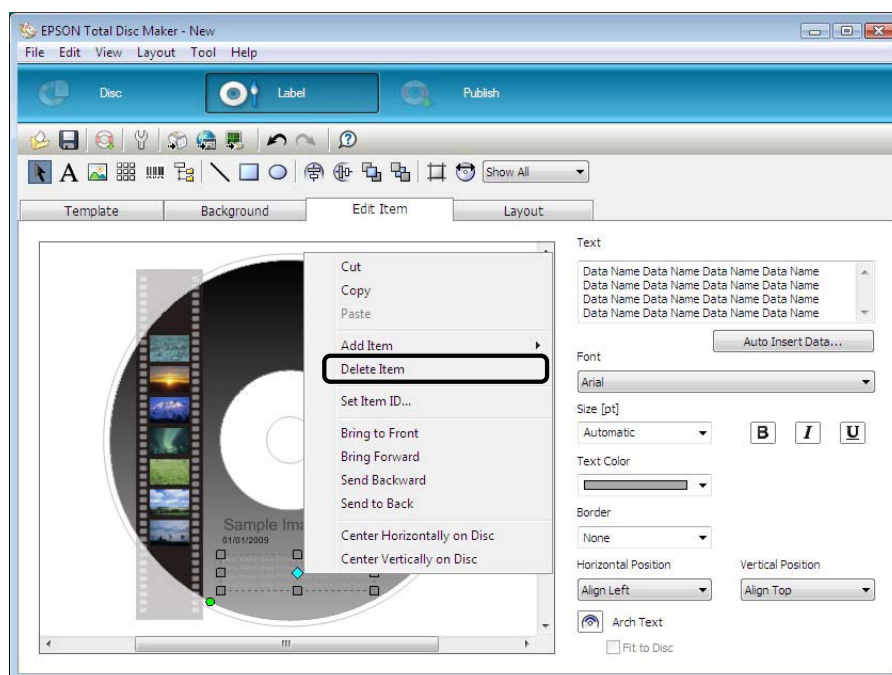 EPSON Total Disc Maker - New
File Edit View Layout Tool Help
Disc Label Publish
A Show All
Template Background Edit Item Layout
Cut
Copy
Paste
Add Item
Delete Item
Set Item ID...
Bring to Front
Bring Forward
Send Backward
Send to Back
Center Horizontally on Disc
Center Vertically on Disc
Sample Ima
01/01/2009
Text
Data Name Data Name Data Name Data Name
Data Name Data Name Data Name Data Name
Data Name Data Name Data Name Data Name
Data Name Data Name Data Name Data Name
Auto Insert Data...
Font
Arial
Size [pt]
Automatic B I U
Text Color
Border
None
Horizontal Position Vertical Position
Align Left Align Top
Arch Text
Fit to Disc